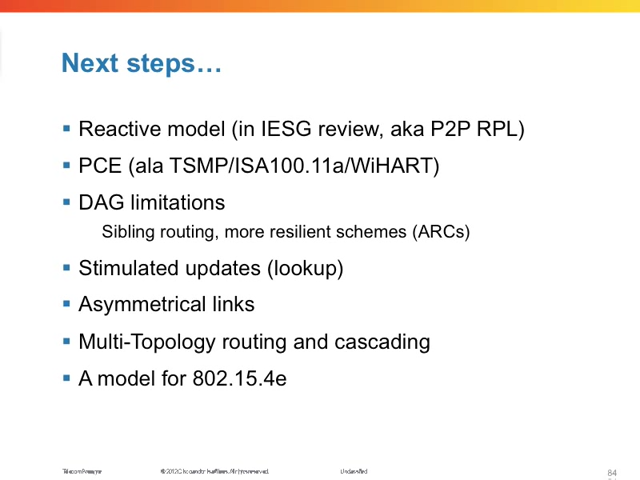 Next steps…
▪ Reactive model (in IESG review, aka P2P RPL)
▪ PCE (ala TSMP/ISA100.11a/WiHART)
▪ DAG limitations
Sibling routing, more resilient schemes (ARCs)
▪ Stimulated updates (lookup)
▪ Asymmetrical links
▪ Multi-Topology routing and cascading
▪ A model for 802.15.4e
84